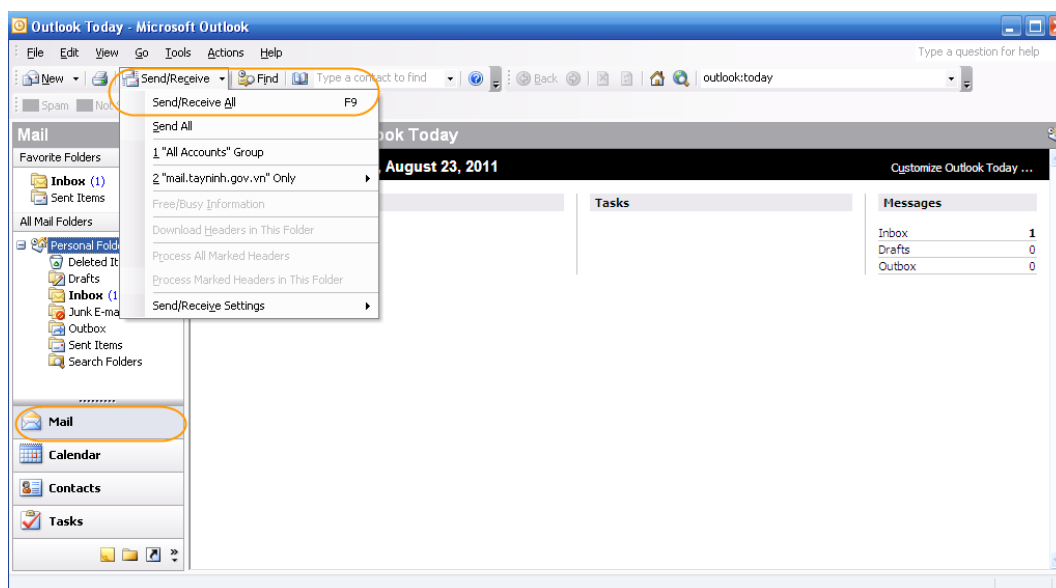 Outlook Today - Microsoft Outlook
File Edit View Go Tools Actions Help Type a question for help
New Send/Receive Find Type a contact to find Back outlook:today
Spam Not
Send/Receive All F9
Send All
1 "All Accounts" Group
2 "mail.tayninh.gov.vn" Only
Free/Busy Information
Download Headers in This Folder
Process All Marked Headers
Process Marked Headers in This Folder
Send/Receive Settings
Mail
Favorite Folders
Inbox (1)
Sent Items
All Mail Folders
Personal
Deleted
Drafts
Inbox
Junk
Outbox
Sent Items
Search Folders
Mail
Calendar
Contacts
Tasks
Today
, August 23, 2011 Customize Outlook Today ...
Tasks
Messages
Inbox 1
Drafts 0
Outbox 0